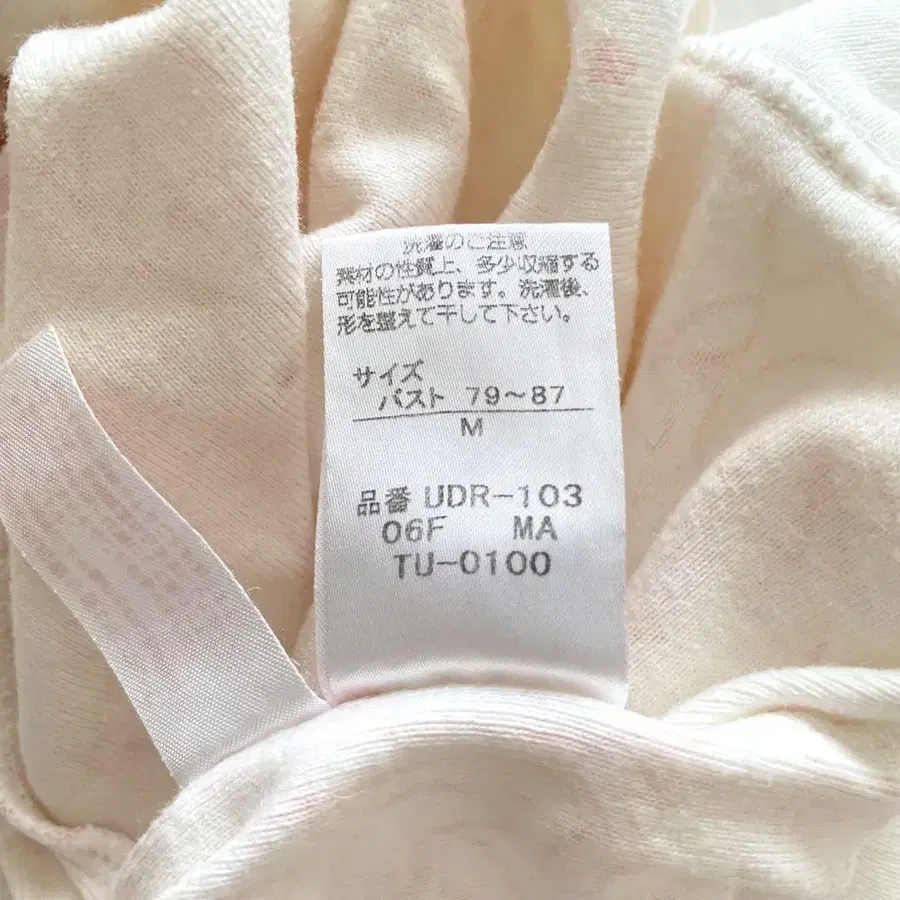 洗濯のご注意
素材の性質上、多少収縮する
可能性があります。洗濯後、
形を整えて干して下さい。
サイズ
バスト 79～87
M
品番 UDR-103
06F MA
TU-0100